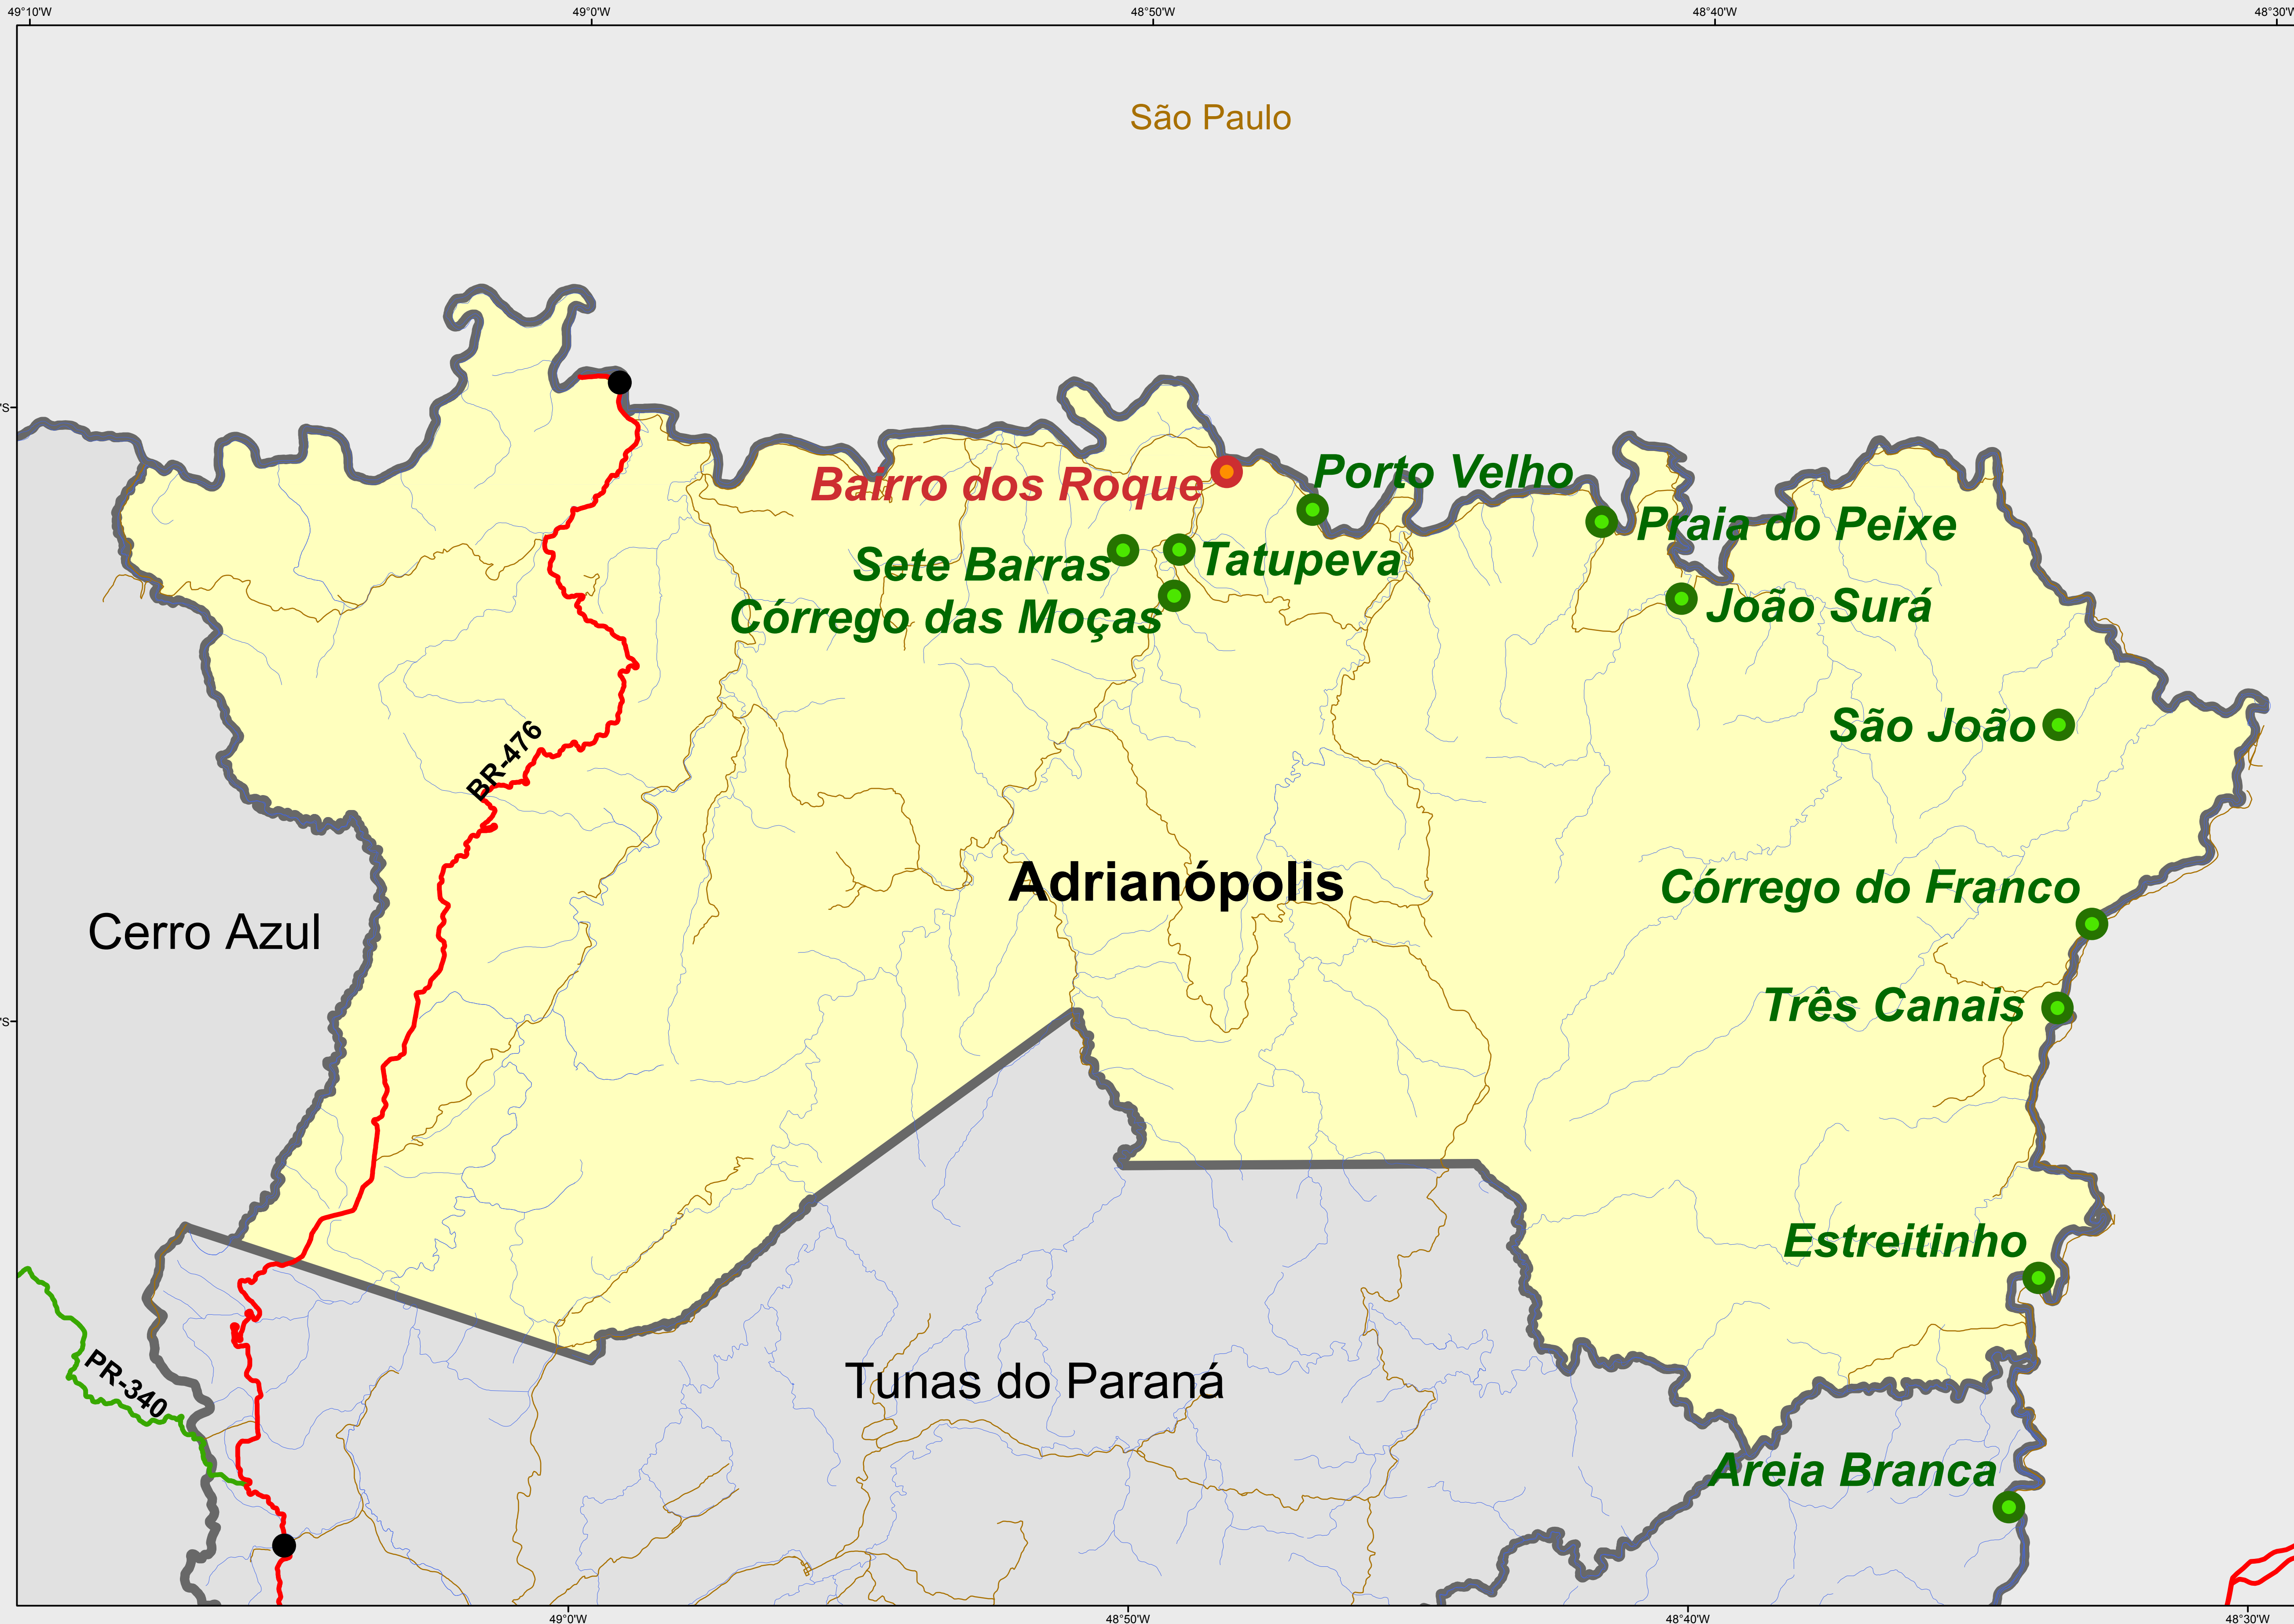 49°10'W
49°0'W
48°50'W
48°40'W
48°30'W
São Paulo
'S
Bairro dos Roque
Porto Velho
Praia do Peixe
Sete Barras
Tatupeva
Córrego das Moças
João Surá
São João
BR-476
Adrianópolis
Córrego do Franco
Cerro Azul
Três Canais
'S
Estreitinho
PR-340
Tunas do Paraná
Areia Branca
49°0'W
48°50'W
48°40'W
48°30'W